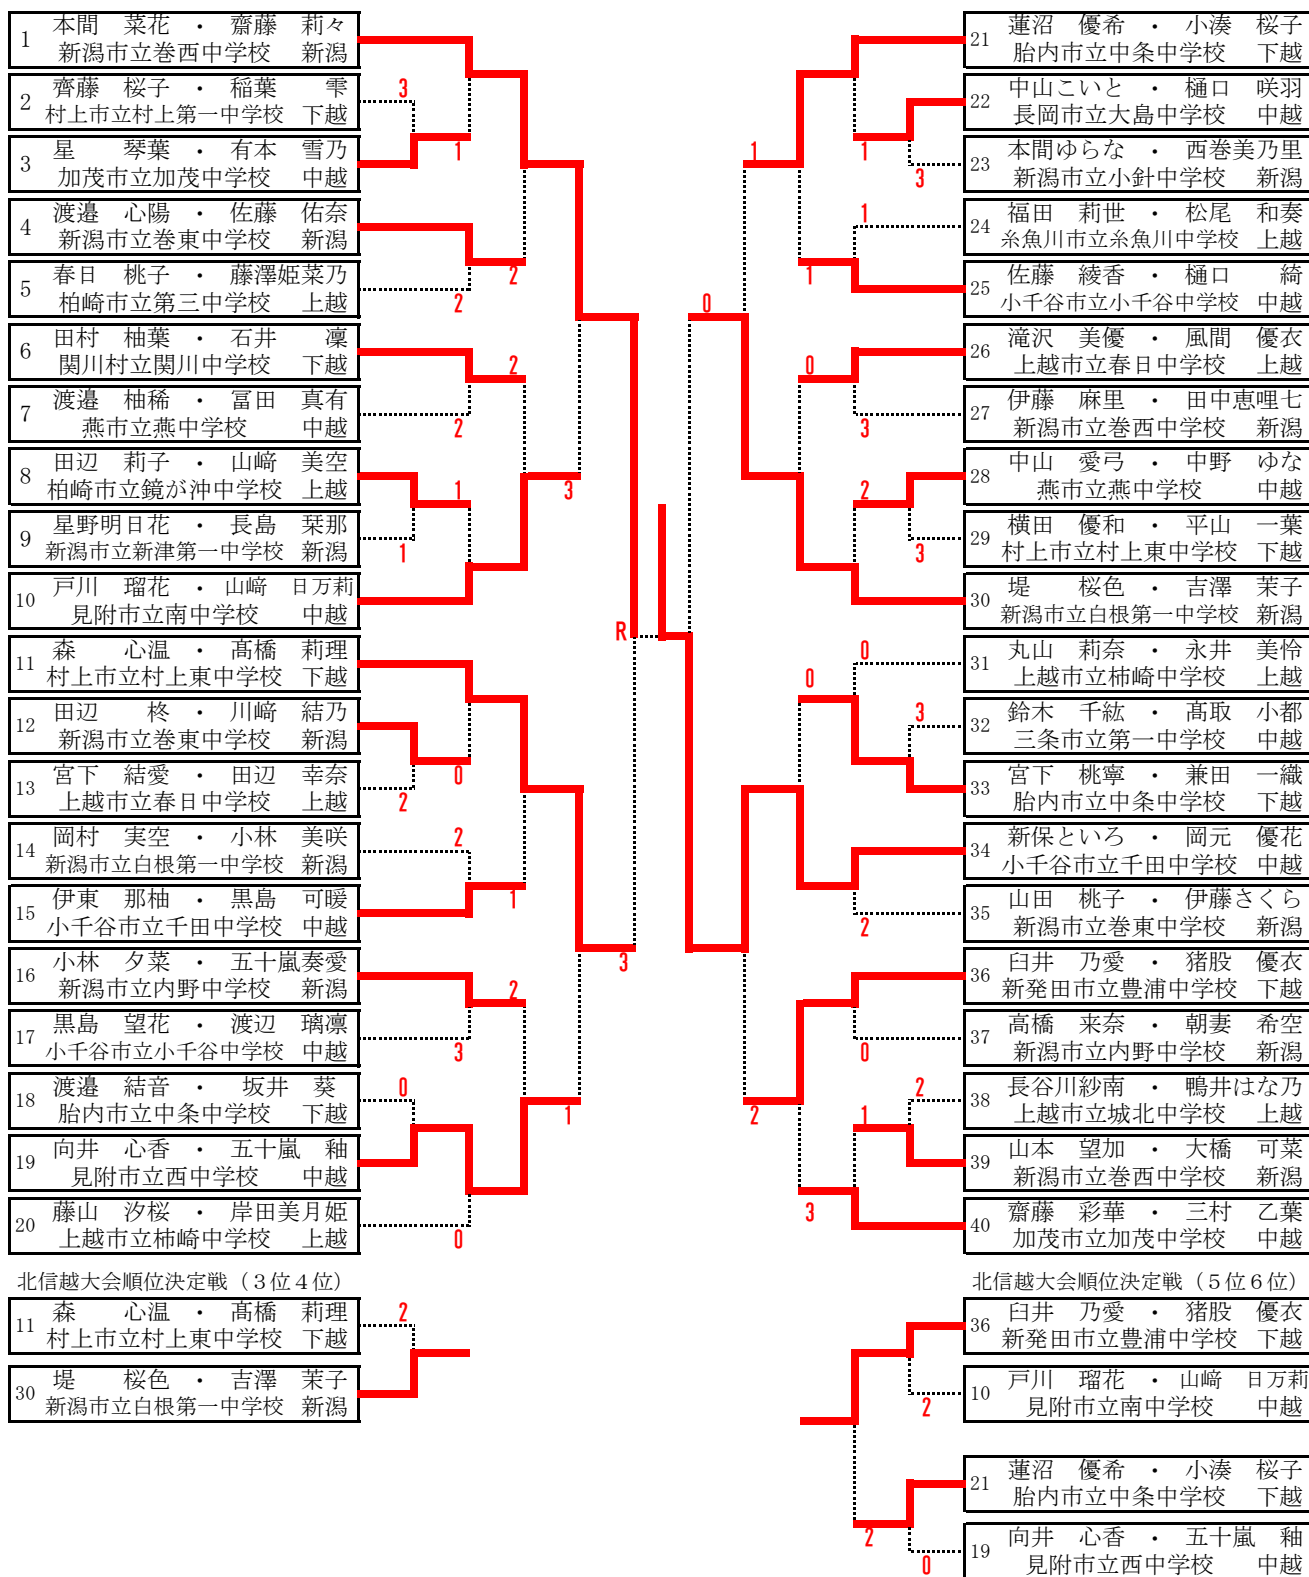 1 本間 菜花 ・ 齋藤 莉々
新潟市立巻西中学校 新潟
2 齊藤 桜子 ・ 稲葉 雫
村上市立村上第一中学校 下越
3
3 星 琴葉 ・ 有本 雪乃
加茂市立加茂中学校 中越
1
4 渡邉 心陽 ・ 佐藤 佑奈
新潟市立巻東中学校 新潟
2
5 春日 桃子 ・ 藤澤姫菜乃
柏崎市立第三中学校 上越
2
6 田村 柚葉 ・ 石井 凜
関川村立関川中学校 下越
2
7 渡邉 柚稀 ・ 冨田 真有
燕市立燕中学校 中越
2
8 田辺 莉子 ・ 山﨑 美空
柏崎市立鏡が沖中学校 上越
1
3
9 星野明日花 ・ 長島 栞那
新潟市立新津第一中学校 新潟
1
10 戸川 瑠花 ・ 山﨑 日万莉
見附市立南中学校 中越
R
11 森 心温 ・ 髙橋 莉理
村上市立村上東中学校 下越
12 田辺 柊 ・ 川﨑 結乃
新潟市立巻東中学校 新潟
0
13 宮下 結愛 ・ 田辺 幸奈
上越市立春日中学校 上越
2
14 岡村 実空 ・ 小林 美咲
新潟市立白根第一中学校 新潟
2
15 伊東 那柚 ・ 黒島 可暖
小千谷市立千田中学校 中越
1
3
16 小林 夕菜 ・ 五十嵐奏愛
新潟市立内野中学校 新潟
2
17 黒島 望花 ・ 渡辺 璃凛
小千谷市立小千谷中学校 中越
3
18 渡邉 結音 ・ 坂井 葵
胎内市立中条中学校 下越
0
1
19 向井 心香 ・ 五十嵐 釉
見附市立西中学校 中越
20 藤山 汐桜 ・ 岸田美月姫
上越市立柿崎中学校 上越
0
北信越大会順位決定戦（3位4位）
11 森 心温 ・ 髙橋 莉理
村上市立村上東中学校 下越
2
30 堤 桜色 ・ 吉澤 茉子
新潟市立白根第一中学校 新潟
21 蓮沼 優希 ・ 小湊 桜子
胎内市立中条中学校 下越
22 中山こいと ・ 樋口 咲羽
長岡市立大島中学校 中越
1
1
23 本間ゆらな ・ 西巻美乃里
新潟市立小針中学校 新潟
3
24 福田 莉世 ・ 松尾 和奏
糸魚川市立糸魚川中学校 上越
1
25 佐藤 綾香 ・ 樋口 綺
小千谷市立小千谷中学校 中越
1
0
26 滝沢 美優 ・ 風間 優衣
上越市立春日中学校 上越
0
27 伊藤 麻里 ・ 田中恵哩七
新潟市立巻西中学校 新潟
3
28 中山 愛弓 ・ 中野 ゆな
燕市立燕中学校 中越
2
29 横田 優和 ・ 平山 一葉
村上市立村上東中学校 下越
3
30 堤 桜色 ・ 吉澤 茉子
新潟市立白根第一中学校 新潟
31 丸山 莉奈 ・ 永井 美怜
上越市立柿崎中学校 上越
0
0
32 鈴木 千紘 ・ 髙取 小都
三条市立第一中学校 中越
3
33 宮下 桃寧 ・ 兼田 一織
胎内市立中条中学校 下越
34 新保といろ ・ 岡元 優花
小千谷市立千田中学校 中越
35 山田 桃子 ・ 伊藤さくら
新潟市立巻東中学校 新潟
2
36 臼井 乃愛 ・ 猪股 優衣
新発田市立豊浦中学校 下越
37 高橋 来奈 ・ 朝妻 希空
新潟市立内野中学校 新潟
0
38 長谷川紗南 ・ 鴨井はな乃
上越市立城北中学校 上越
2
1
2
39 山本 望加 ・ 大橋 可菜
新潟市立巻西中学校 新潟
40 齋藤 彩華 ・ 三村 乙葉
加茂市立加茂中学校 中越
3
北信越大会順位決定戦（5位6位）
36 臼井 乃愛 ・ 猪股 優衣
新発田市立豊浦中学校 下越
10 戸川 瑠花 ・ 山﨑 日万莉
見附市立南中学校 中越
2
21 蓮沼 優希 ・ 小湊 桜子
胎内市立中条中学校 下越
2
19 向井 心香 ・ 五十嵐 釉
見附市立西中学校 中越
0